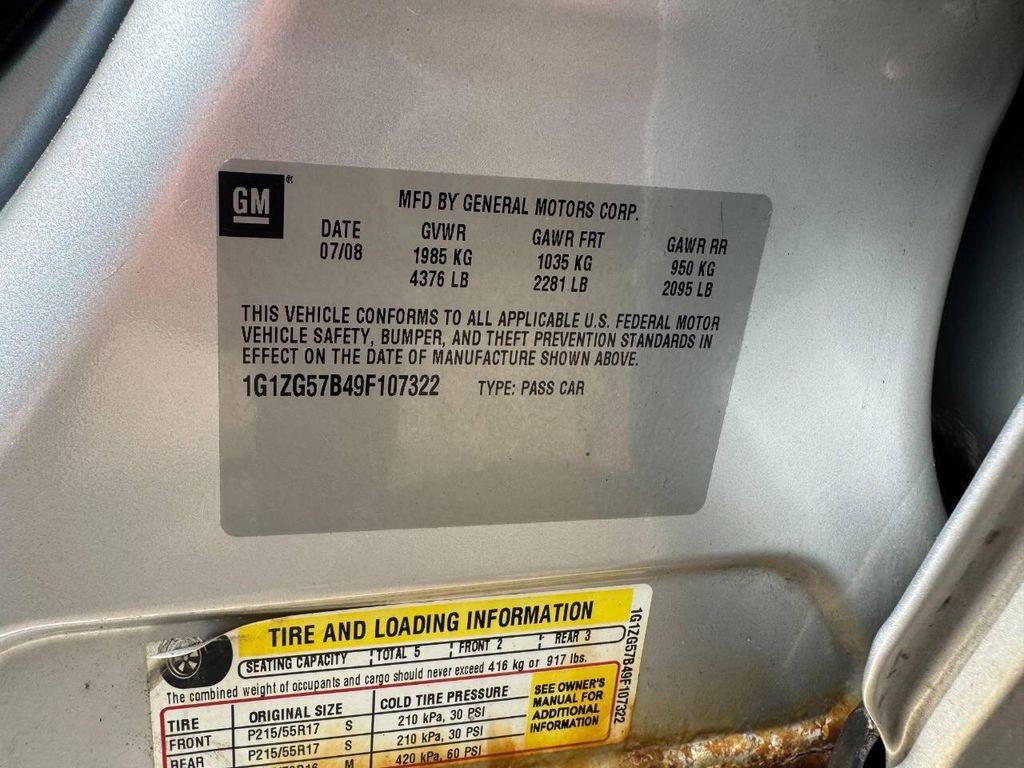 GM®
MFD BY GENERAL MOTORS CORP.
DATE GVWR GAWR FRT GAWR RR
07/08 1985 KG 1035 KG 950 KG
4376 LB 2281 LB 2095 LB
THIS VEHICLE CONFORMS TO ALL APPLICABLE U.S. FEDERAL MOTOR
VEHICLE SAFETY, BUMPER, AND THEFT PREVENTION STANDARDS IN
EFFECT ON THE DATE OF MANUFACTURE SHOWN ABOVE.
1G1ZG57B49F107322 TYPE: PASS CAR
TIRE AND LOADING INFORMATION
SEATING CAPACITY TOTAL 5 FRONT 2 REAR 3
The combined weight of occupants and cargo should never exceed 416 kg or 917 lbs.
TIRE ORIGINAL SIZE COLD TIRE PRESSURE
FRONT P215/55R17 S 210 kPa, 30 PSI
REAR P215/55R17 S 210 kPa, 30 PSI
M 420 kPa, 60 PSI
SEE OWNER'S
MANUAL FOR
ADDITIONAL
INFORMATION
1G1ZG57B49F107322